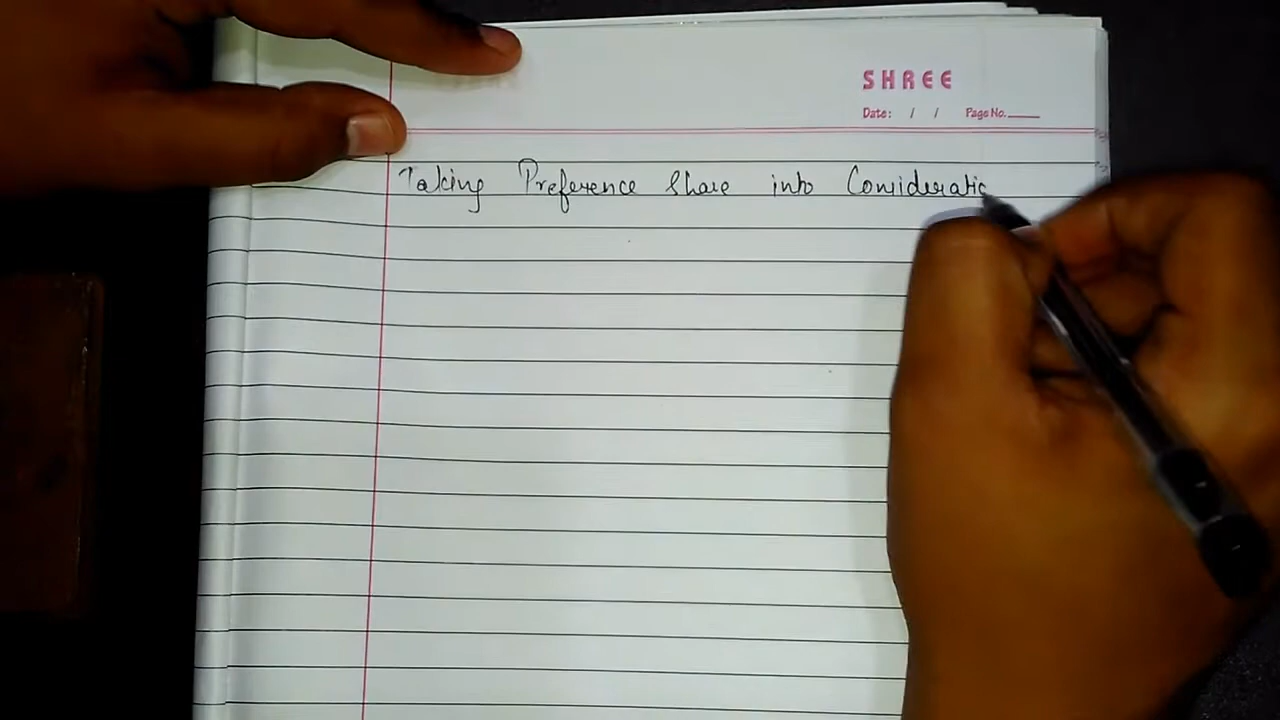 SHREE
Date: / / Page No.
Taking Preference Share into Consideratio